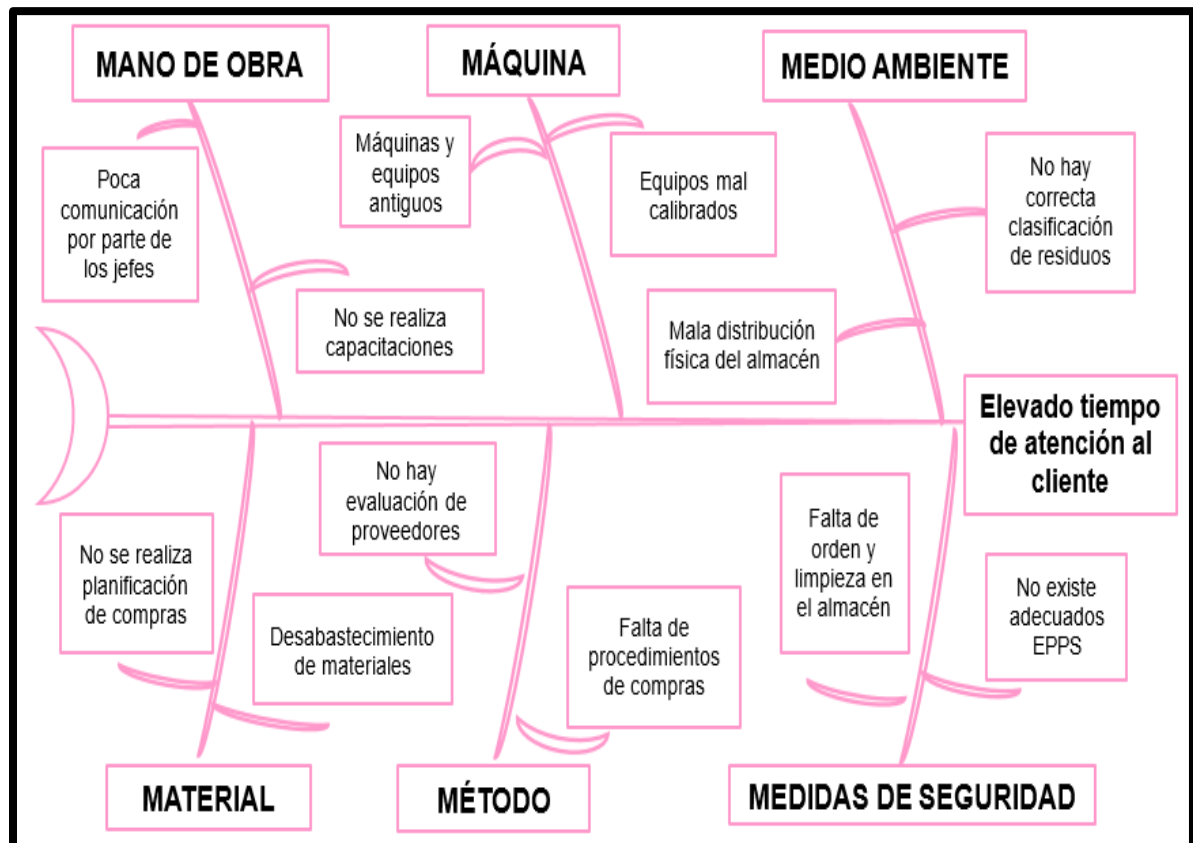 MANO DE OBRA
MÁQUINA
MEDIO AMBIENTE
Poca
comunicación
por parte de
los jefes
No se realiza
capacitaciones
Máquinas y
equipos
antiguos
Equipos mal
calibrados
No hay
correcta
clasificación
de residuos
Mala distribución
física del almacén
Elevado tiempo
de atención al
cliente
No se realiza
planificación
de compras
Desabastecimiento
de materiales
No hay
evaluación de
proveedores
Falta de
procedimientos
de compras
Falta de
orden y
limpieza en
el almacén
No existe
adecuados
EPPS
MATERIAL
MÉTODO
MEDIDAS DE SEGURIDAD